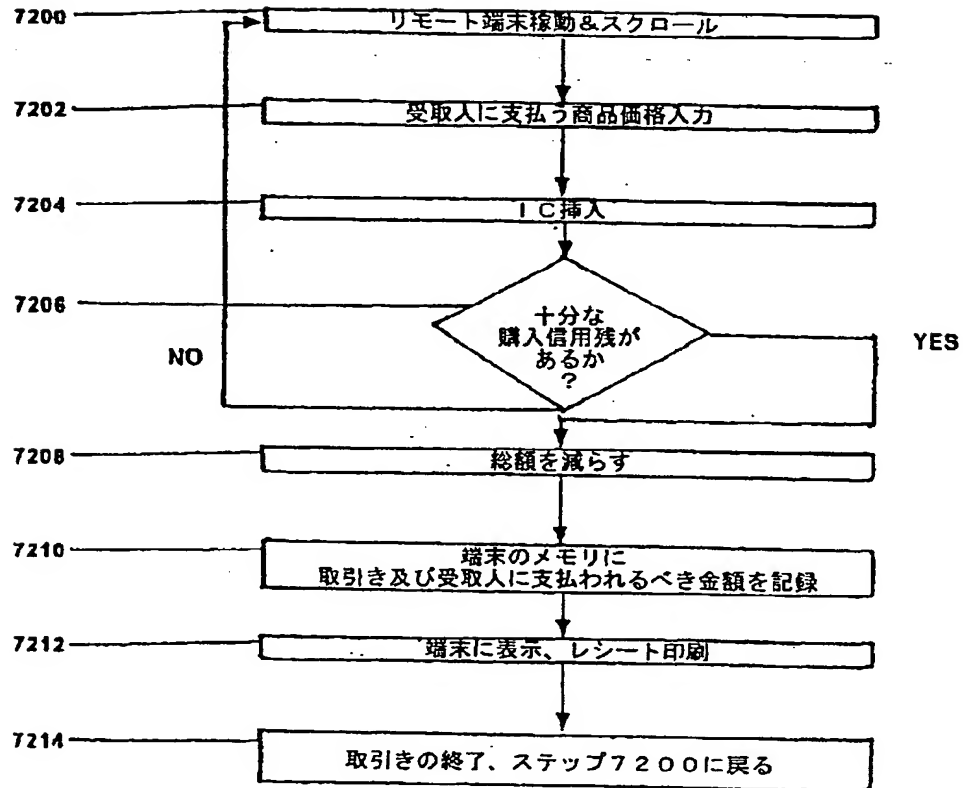 7200
リモート端末稼動&スクロール
7202
受取人に支払う商品価格入力
7204
IC挿入
7206
十分な
購入信用残が
あるか
?
NO
YES
7208
総額を減らす
7210
端末のメモリに
取引き及び受取人に支払われるべき金額を記録
7212
端末に表示、レシート印刷
7214
取引きの終了、ステップ7200に戻る